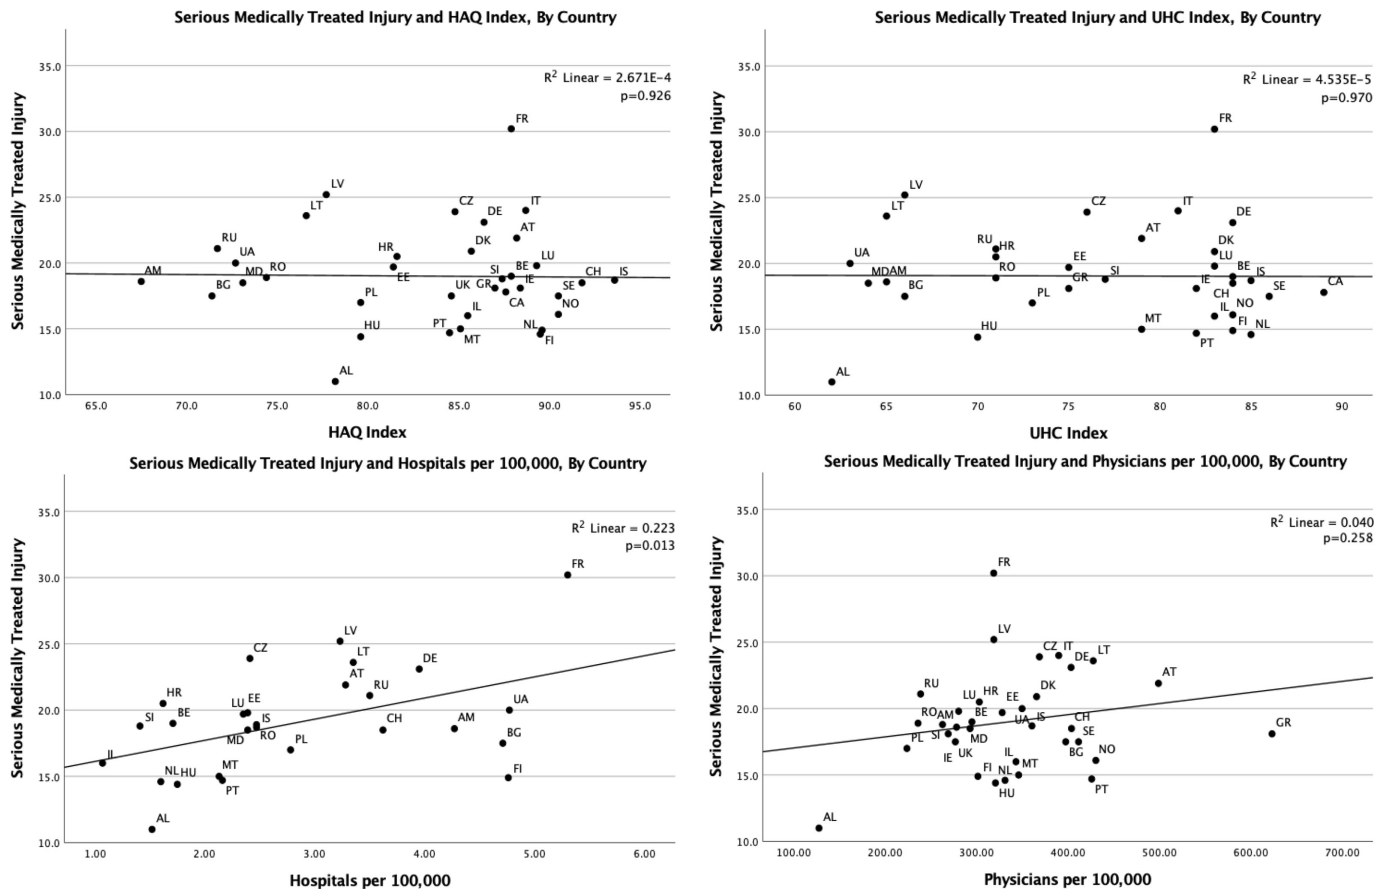 Serious Medically Treated Injury and HAQ Index, By Country
Serious Medically Treated Injury
35.0
30.0
25.0
20.0
15.0
10.0
R² Linear = 2.671E-4
p=0.926
FR
LV
LT
CZ
IT
DE
AT
RU
UA
HR
DK
LU
AM
MD
RO
EE
SI
BE
CH
IS
BG
PL
UK
GR
IE
CA
SE
NO
IL
HU
PT
MT
NL
FI
AL
65.0 70.0 75.0 80.0 85.0 90.0 95.0
HAQ Index
Serious Medically Treated Injury and UHC Index, By Country
Serious Medically Treated Injury
35.0
30.0
25.0
20.0
15.0
10.0
R² Linear = 4.535E-5
p=0.970
FR
LV
LT
CZ
IT
DE
AT
RU
HR
DK
UA
EE
LU
MD
AM
RO
GR
SI
BE
IS
BG
PL
IE
CH
SE
CA
IL
NO
HU
MT
FI
PT
NL
AL
60 65 70 75 80 85 90
UHC Index
Serious Medically Treated Injury and Hospitals per 100,000, By Country
Serious Medically Treated Injury
35.0
30.0
25.0
20.0
15.0
10.0
R² Linear = 0.223
p=0.013
FR
LV
CZ
LT
DE
AT
RU
HR
LU
EE
UA
SI
BE
IS
CH
AM
MD
RO
PL
BG
IL
NL
HU
MT
PT
FI
AL
1.00 2.00 3.00 4.00 5.00 6.00
Hospitals per 100,000
Serious Medically Treated Injury and Physicians per 100,000, By Country
Serious Medically Treated Injury
35.0
30.0
25.0
20.0
15.0
10.0
R² Linear = 0.040
p=0.258
FR
LV
CZ
IT
LT
DE
AT
RU
LU
HR
EE
DK
RO
AM
BE
UA
IS
CH
GR
PL
SI
MD
SE
IE
UK
IL
MT
BG
NO
FI
NL
HU
PT
AL
100.00 200.00 300.00 400.00 500.00 600.00 700.00
Physicians per 100,000